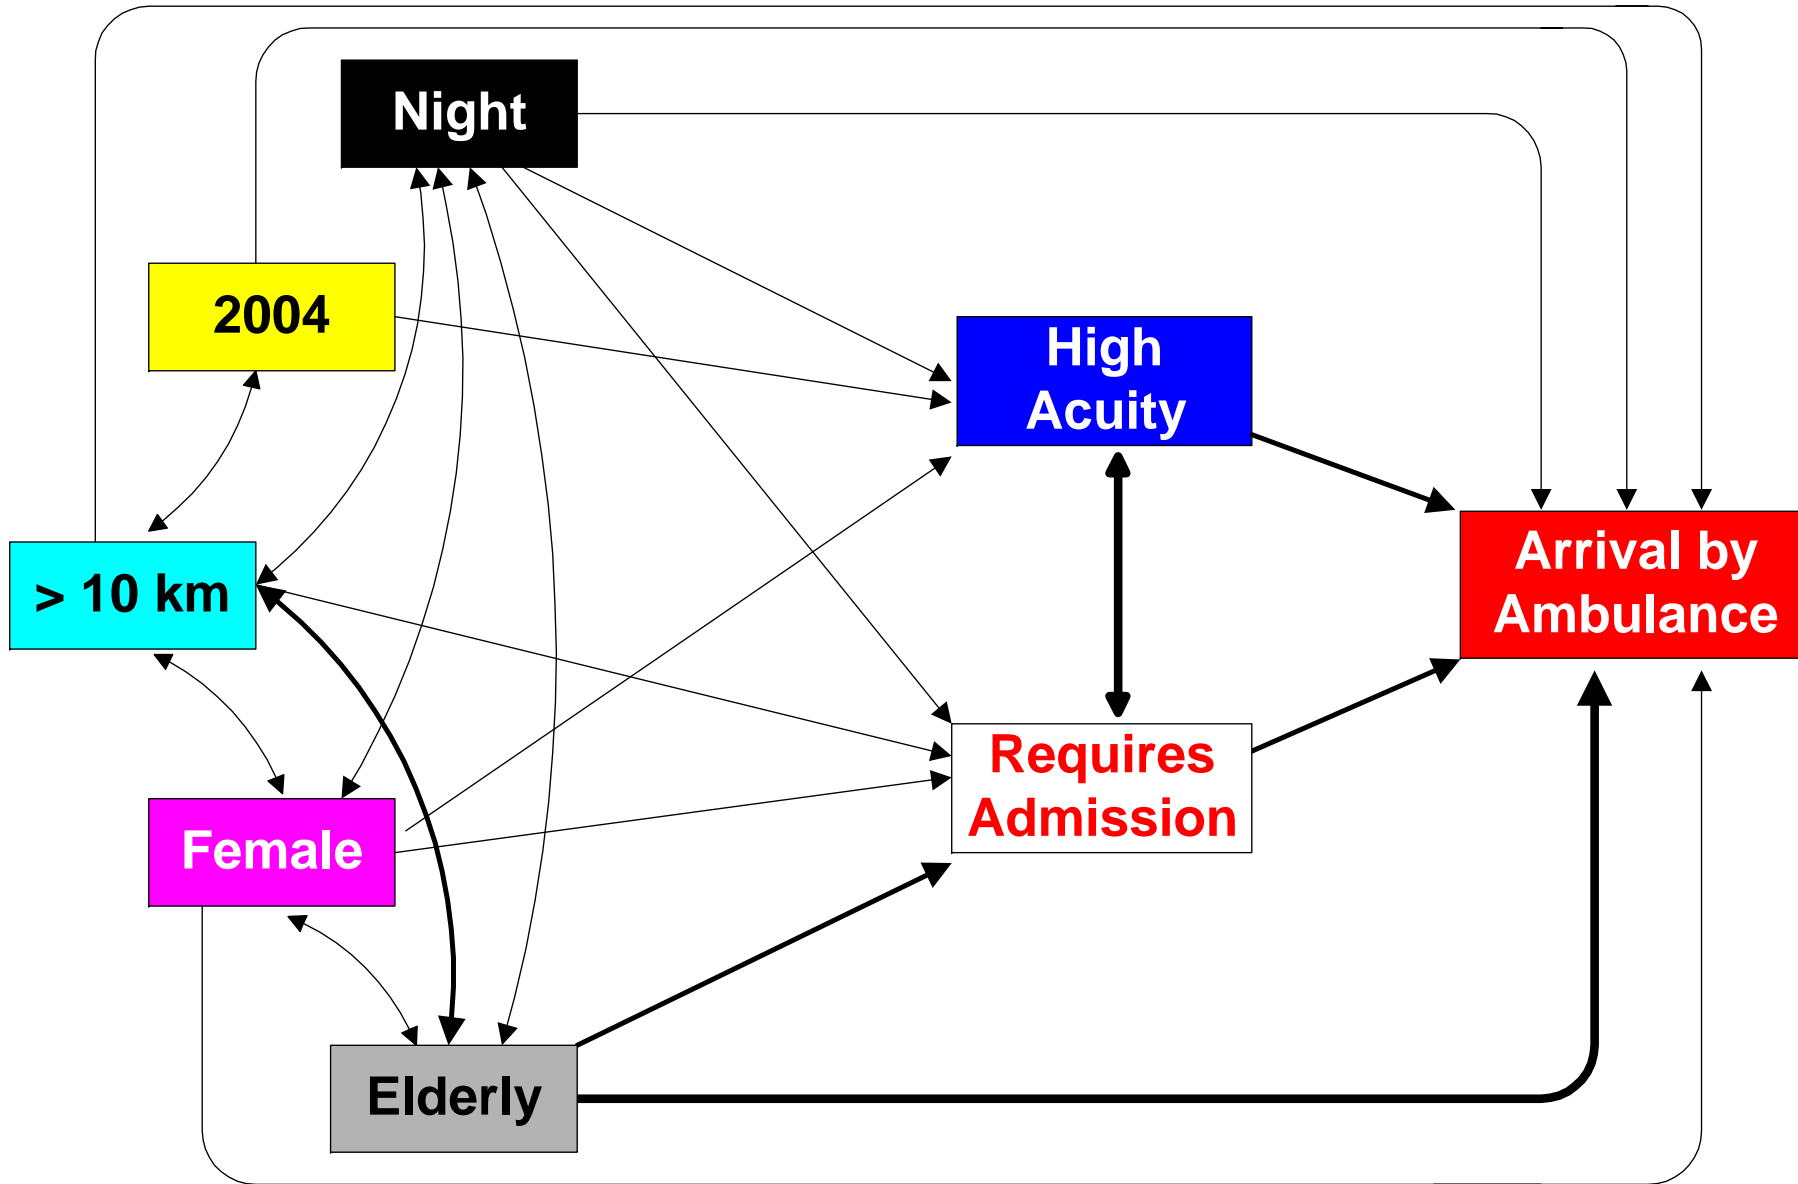 Night
2004
High
Acuity
> 10 km
Arrival by
Ambulance
Requires
Admission
Female
Elderly